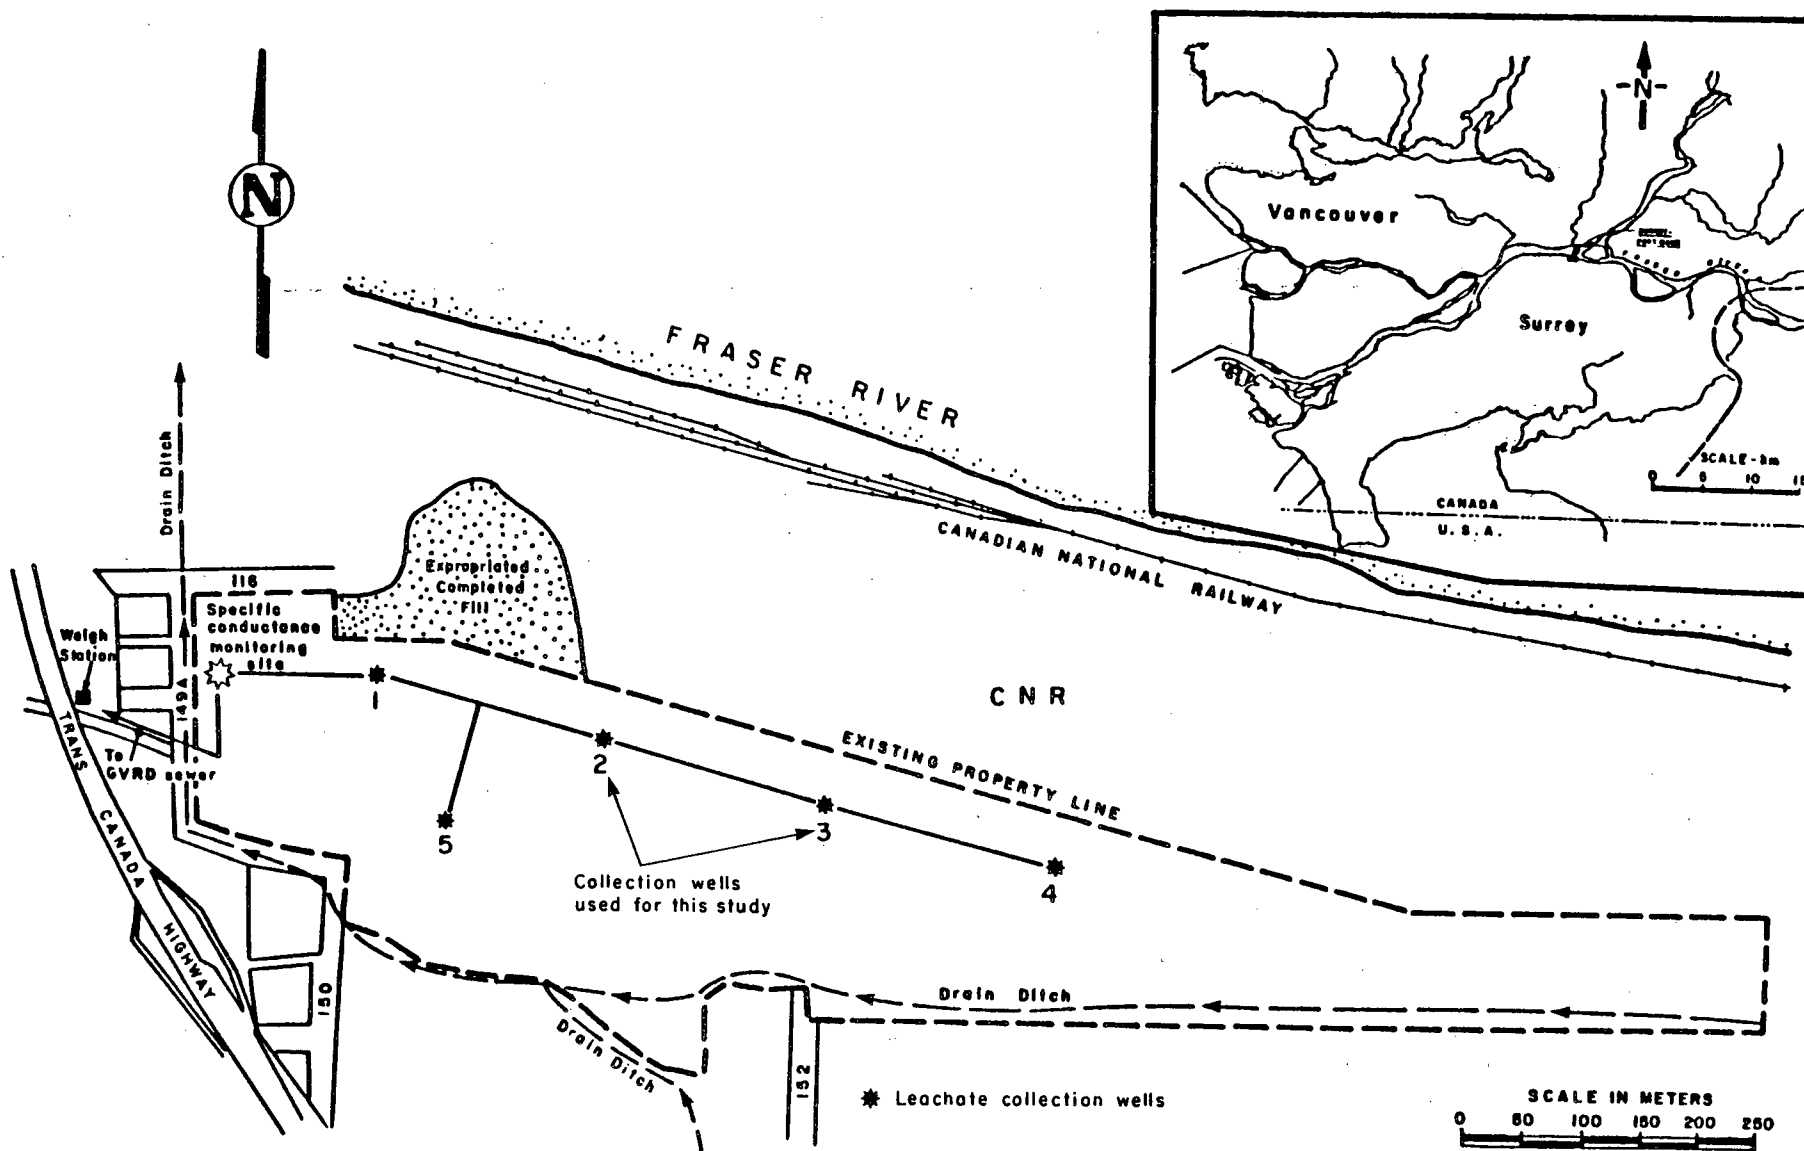 N
FRASER RIVER
CANADIAN NATIONAL RAILWAY
-N-
Vancouver
Surrey
SCALE-km
0 5 10
CANADA
U.S.A.
Drain Ditch
116
Expropriated
Completed
Fill
Specific
conductance
monitoring
site
Weigh
Station
149A
To
GVRD sewer
TRANS
CANADA
HIGHWAY
CNR
EXISTING PROPERTY LINE
1
2
3
4
5
Collection wells
used for this study
150
Drain Ditch
Drain Ditch
152
Leachate collection wells
SCALE IN METERS
0 50 100 150 200 250